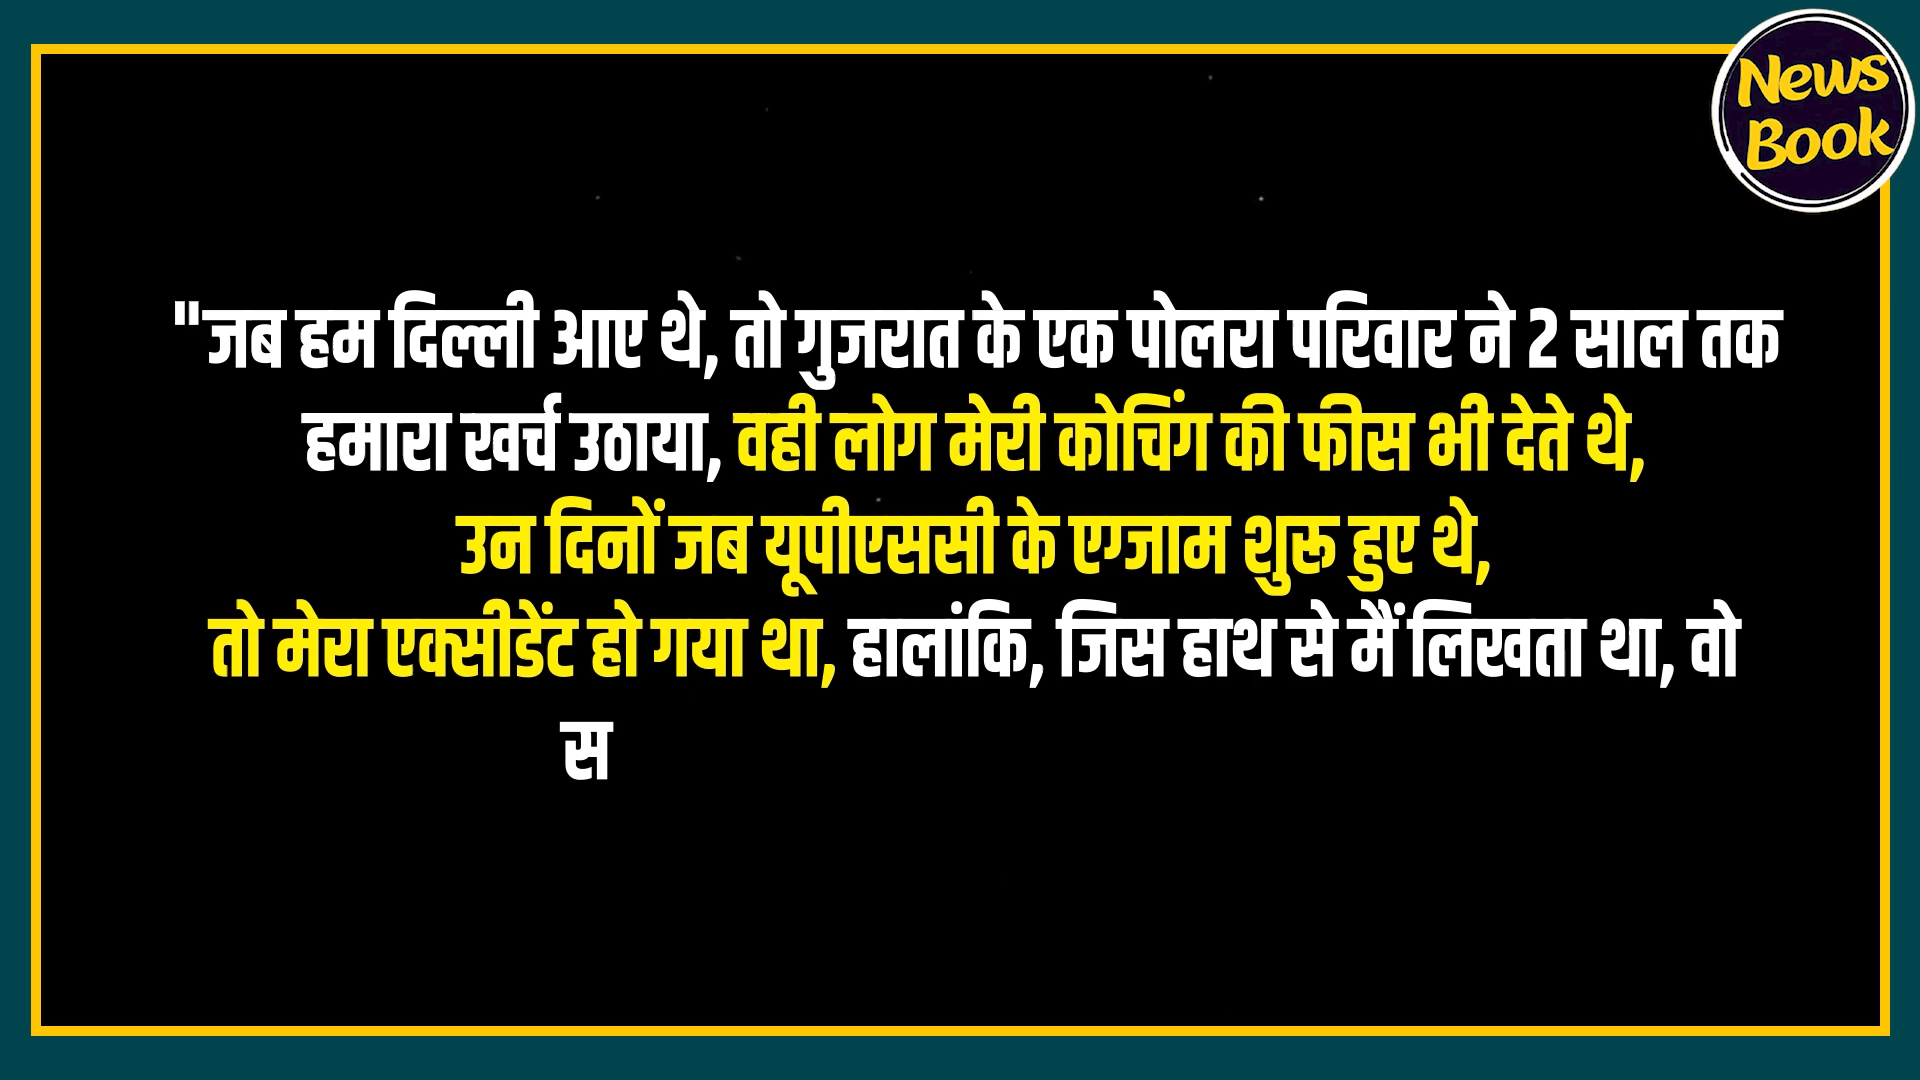 News
Book
"जब हम दिल्ली आए थे, तो गुजरात के एक पोलरा परिवार ने 2 साल तक
हमारा खर्च उठाया, वही लोग मेरी कोचिंग की फीस भी देते थे,
उन दिनों जब यूपीएससी के एग्जाम शुरू हुए थे,
तो मेरा एक्सीडेंट हो गया था, हालांकि, जिस हाथ से मैं लिखता था, वो
स